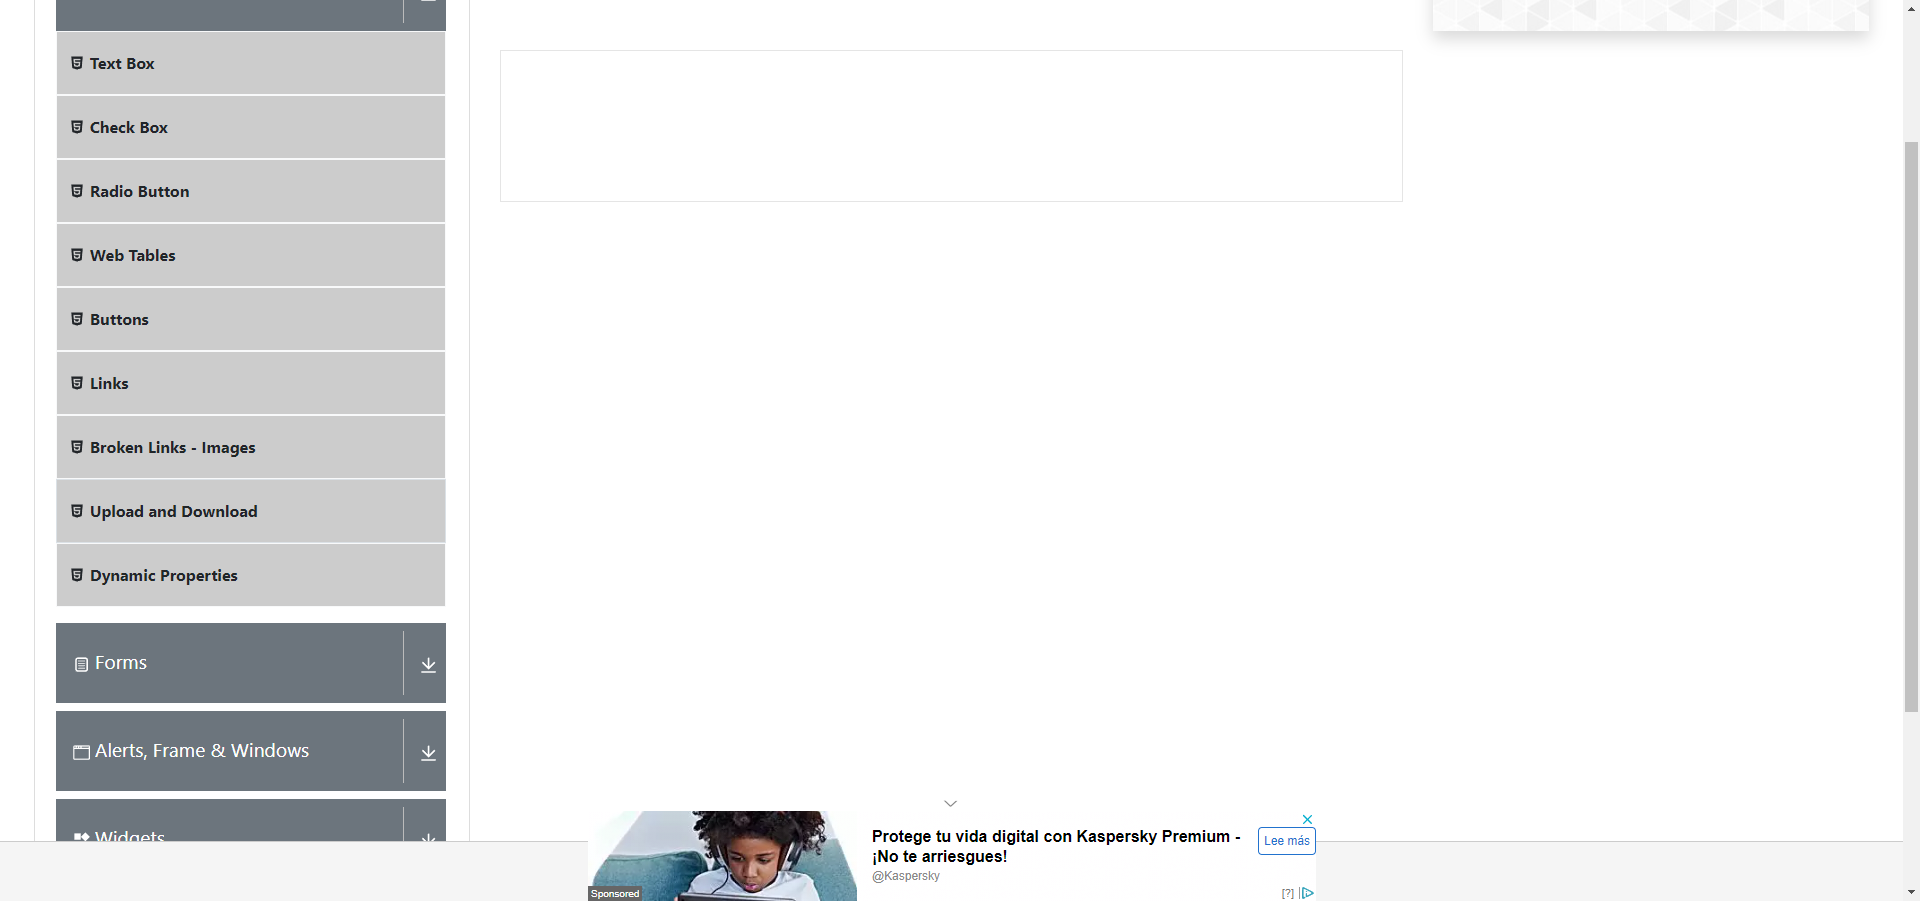 Text Box
Check Box
Radio Button
Web Tables
Buttons
Links
Broken Links - Images
Upload and Download
Dynamic Properties
Forms
Alerts, Frame & Windows
Widgets
Protege tu vida digital con Kaspersky Premium -
¡No te arriesgues!
@Kaspersky
Lee más
Sponsored
[?]